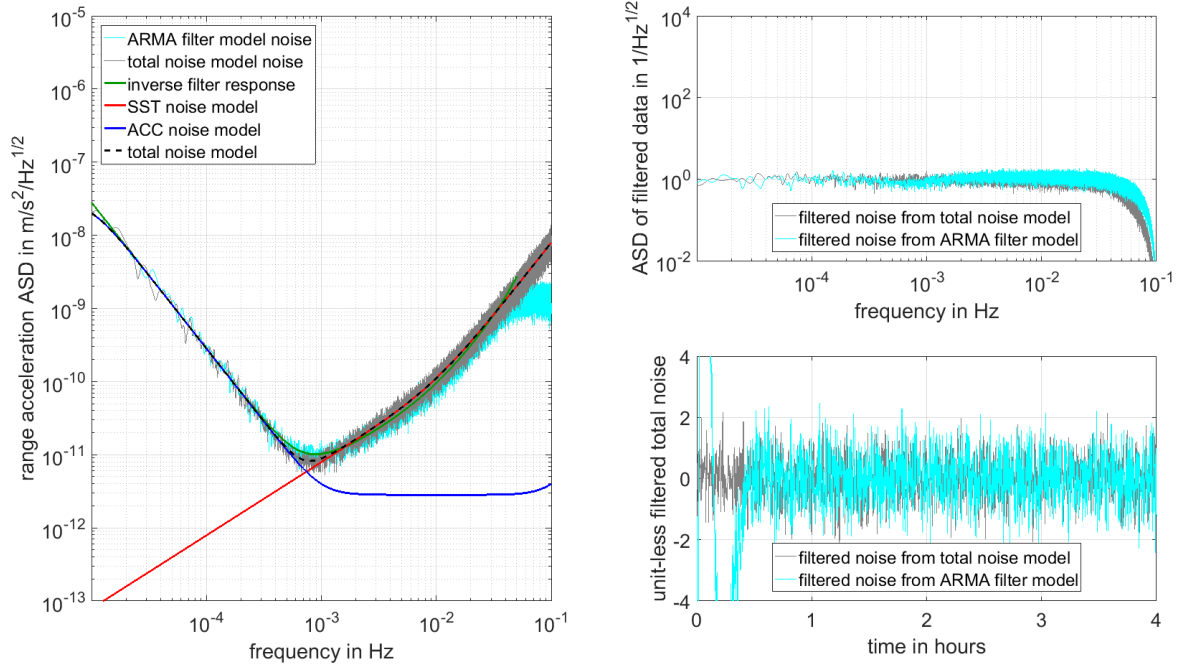 10^-5
10^-6
10^-7
10^-8
10^-9
10^-10
10^-11
10^-12
10^-13
range acceleration ASD in m/s^2/Hz^1/2
ARMA filter model noise
total noise model noise
inverse filter response
SST noise model
ACC noise model
total noise model
10^-4
10^-3
10^-2
10^-1
frequency in Hz
10^4
10^2
10^0
10^-2
ASD of filtered data in 1/Hz^1/2
filtered noise from total noise model
filtered noise from ARMA filter model
10^-4
10^-3
10^-2
10^-1
frequency in Hz
4
2
0
-2
-4
unit-less filtered total noise
filtered noise from total noise model
filtered noise from ARMA filter model
0
1
2
3
4
time in hours